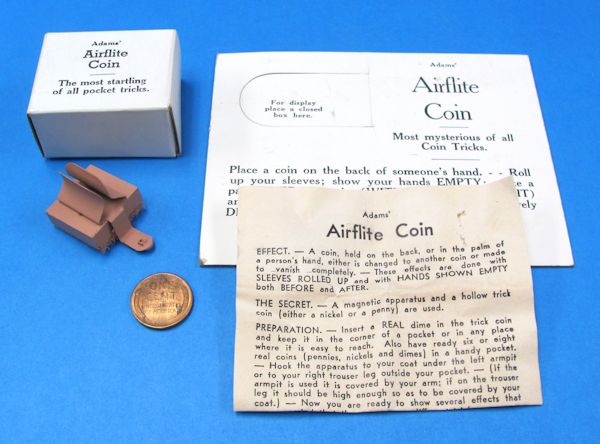 Adams'
Airflite
Coin
The most startling
of all pocket tricks.
For display
place a closed
box here.
Adams'
Airflite
Coin
Most mysterious of all
Coin Tricks.
Place a coin on the back of someone's hand. - - Roll
up your sleeves; show your hands EMPTY;
Adams'
Airflite Coin
EFFECT. — A coin, held on the back, or in the palm of
a person's hand, either is changed to another coin or made
to vanish completely. — These effects are done with
SLEEVES ROLLED UP and with HANDS SHOWN EMPTY
both BEFORE and AFTER.
THE SECRET. — A magnetic apparatus and a hollow trick
coin (either a nickel or a penny) are used.
PREPARATION. — Insert a REAL dime in the trick coin
and keep it in the corner of a pocket or in any place
where it is easy to reach. Also have ready six or eight
real coins (pennies, nickels and dimes) in a handy pocket.
— Hook the apparatus to your coat under the left armpit
or to your right trouser leg outside your pocket. — (If the
armpit is used it is covered by your arm; if on the trouser
leg it should be high enough so as to be covered by your
coat.) — Now you are ready to show several effects that